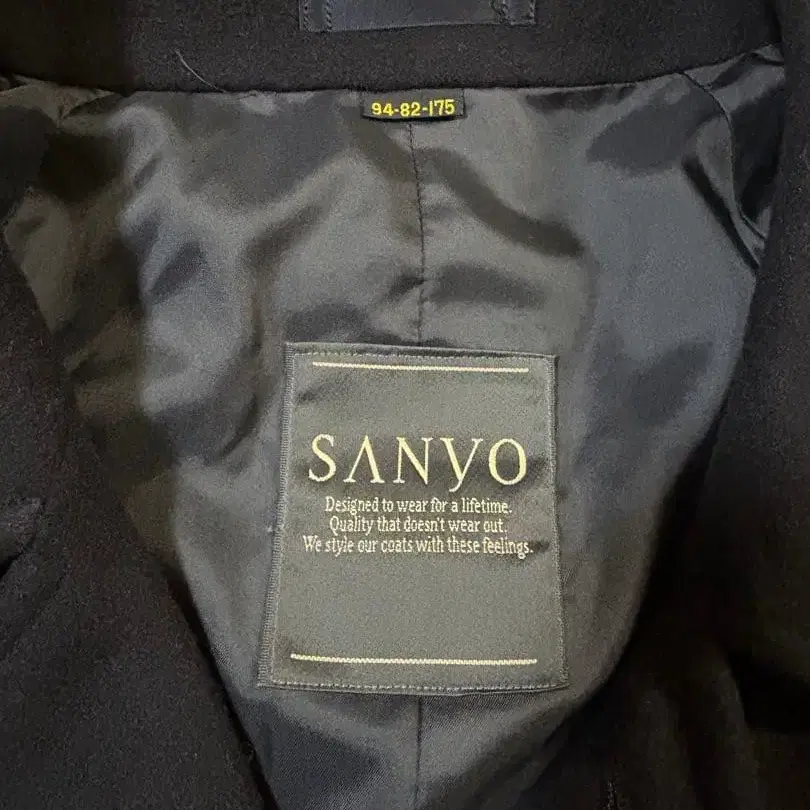 94-82-175
SANYO
Designed to wear for a lifetime.
Quality that doesn't wear out.
We style our coats with these feelings.